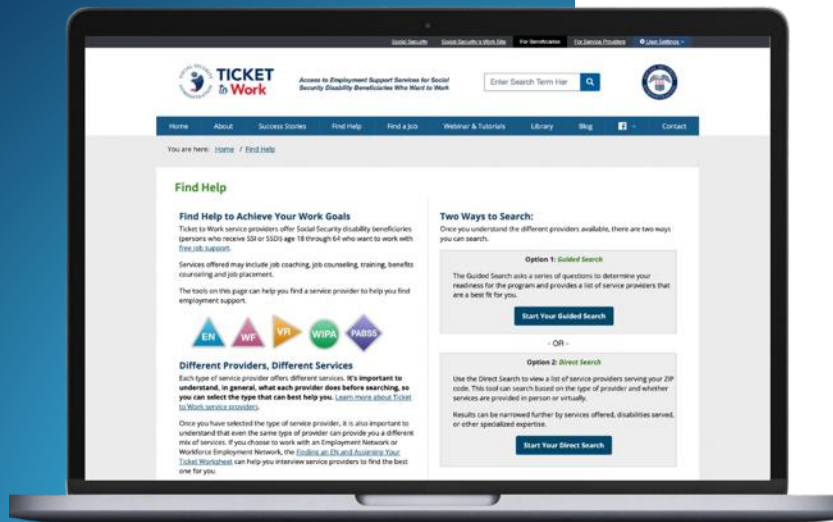 Social Security Social Security's Work Site For Beneficiaries For Service Providers User Settings
SOCIAL SECURITY
TICKET
to Work
Access to Employment Support Services for Social
Security Disability Beneficiaries Who Want to Work
Enter Search Term Her
Home About Success Stories Find Help Find a Job Webinar & Tutorials Library Blog Contact
You are here: Home / Find Help
Find Help
Find Help to Achieve Your Work Goals
Ticket to Work service providers offer Social Security disability beneficiaries
(persons who receive SSI or SSDI) age 18 through 64 who want to work with
free job support.
Services offered may include job coaching, job counseling, training, benefits
counseling and job placement.
The tools on this page can help you find a service provider to help you find
employment support.
EN WF VR WIPA PABSS
Different Providers, Different Services
Each type of service provider offers different services. It's important to
understand, in general, what each provider does before searching, so
you can select the type that can best help you. Learn more about Ticket
to Work service providers.
Once you have selected the type of service provider, it is also important to
understand that even the same type of provider can provide you a different
mix of services. If you choose to work with an Employment Network or
Workforce Employment Network, the Finding an EN and Assigning Your
Ticket Worksheet can help you interview service providers to find the best
one for you.
Two Ways to Search:
Once you understand the different providers available, there are two ways
you can search.
Option 1: Guided Search
The Guided Search asks a series of questions to determine your
readiness for the program and provides a list of service providers that
are a best fit for you.
Start Your Guided Search
- OR -
Option 2: Direct Search
Use the Direct Search to view a list of service providers serving your ZIP
code. This tool can search based on the type of provider and whether
services are provided in person or virtually.
Results can be narrowed further by services offered, disabilities served,
or other specialized expertise.
Start Your Direct Search